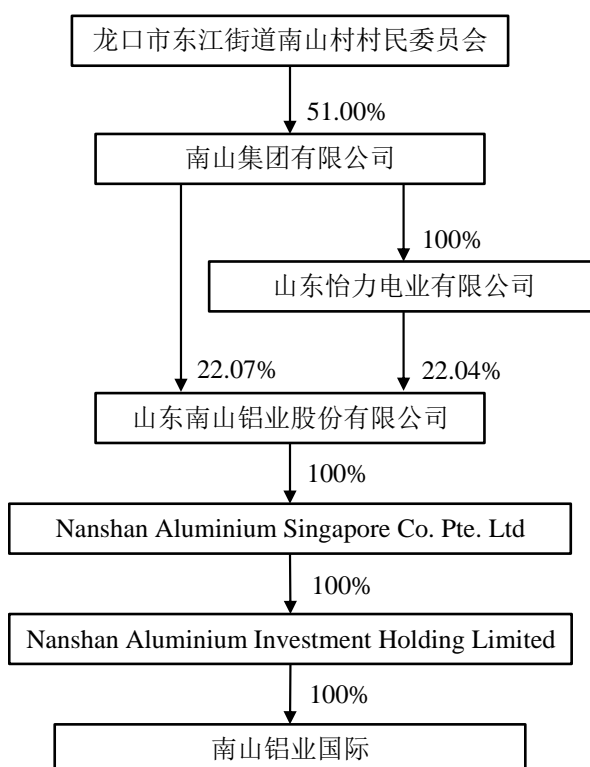 龙口市东江街道南山村村民委员会
51.00%
南山集团有限公司
100%
山东怡力电业有限公司
22.07%
22.04%
山东南山铝业股份有限公司
100%
Nanshan Aluminium Singapore Co. Pte. Ltd
100%
Nanshan Aluminium Investment Holding Limited
100%
南山铝业国际